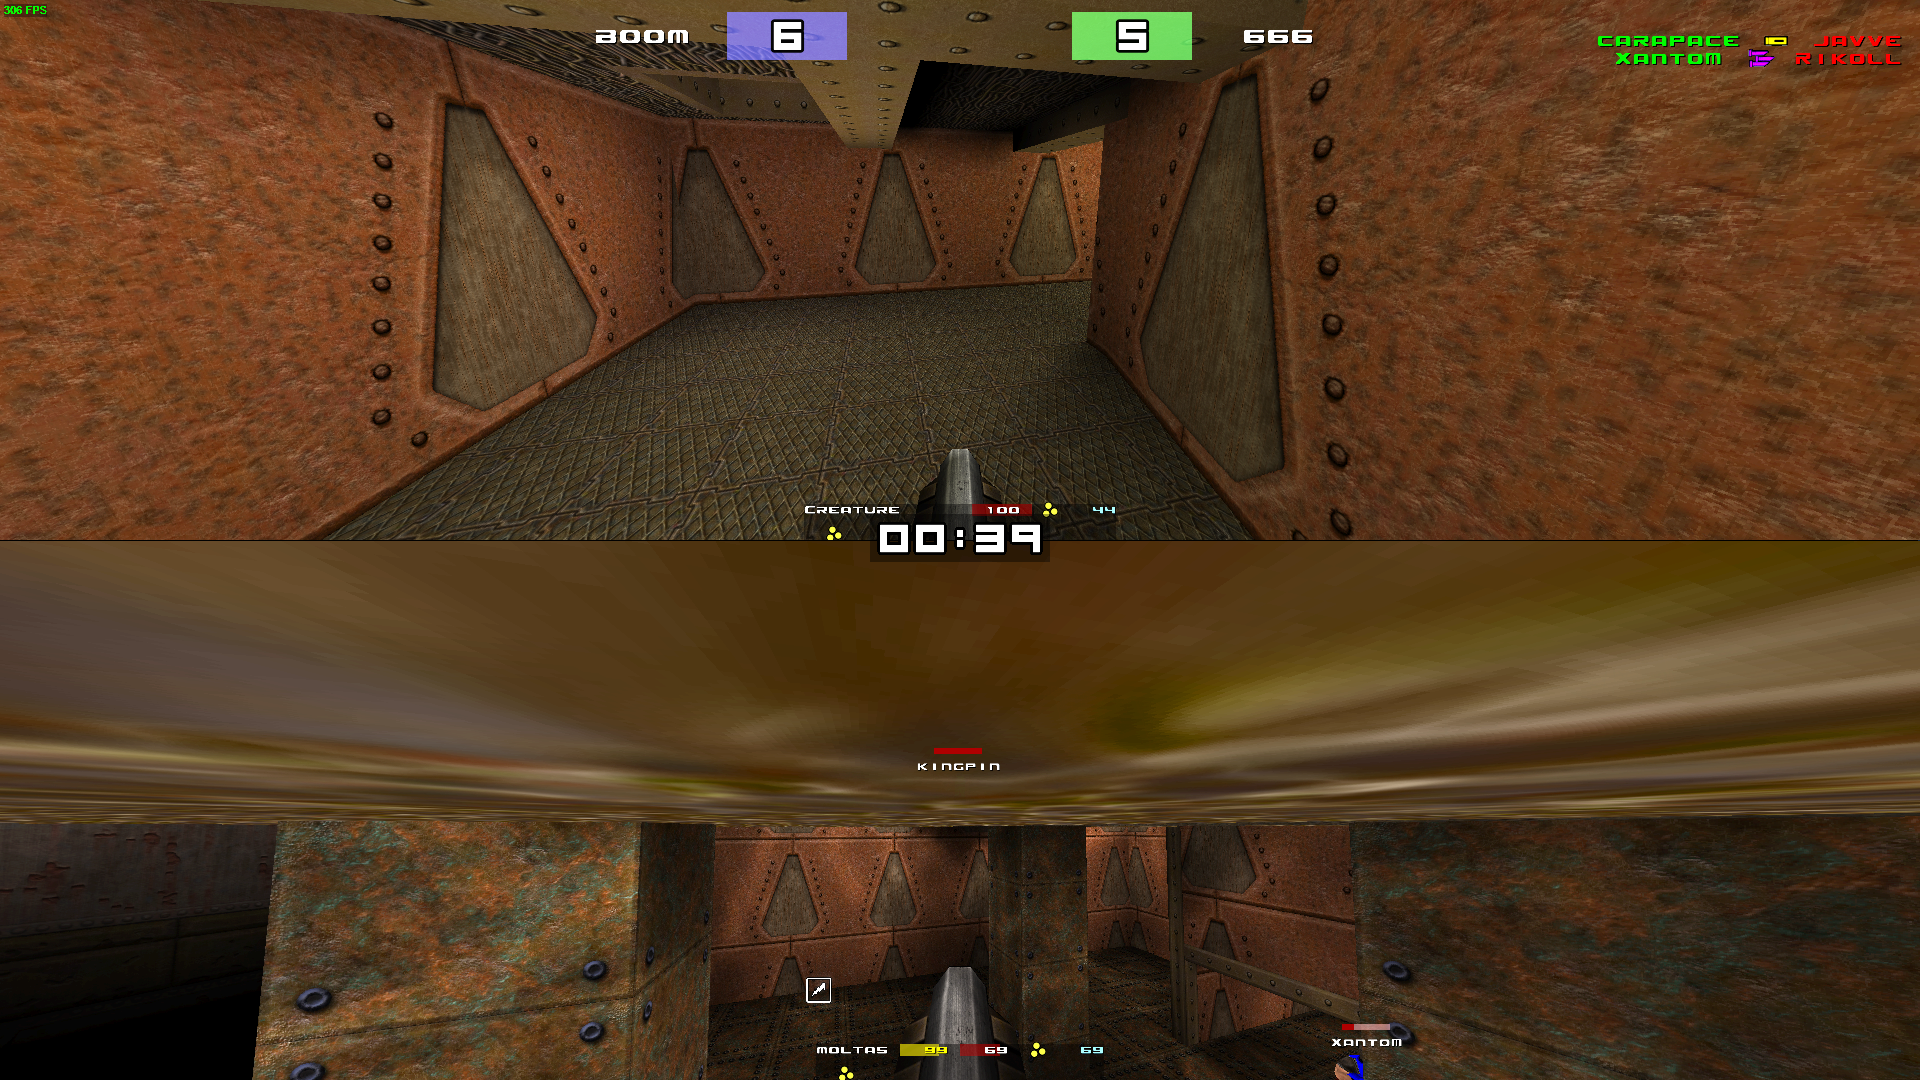 306 FPS
BOOM 6 5 666
CARAPACE JAVVE
XANTOM RIKOLL
CREATURE 100 44
00:39
KINGPIN
XANTOM
MOLTAS 99 69 69